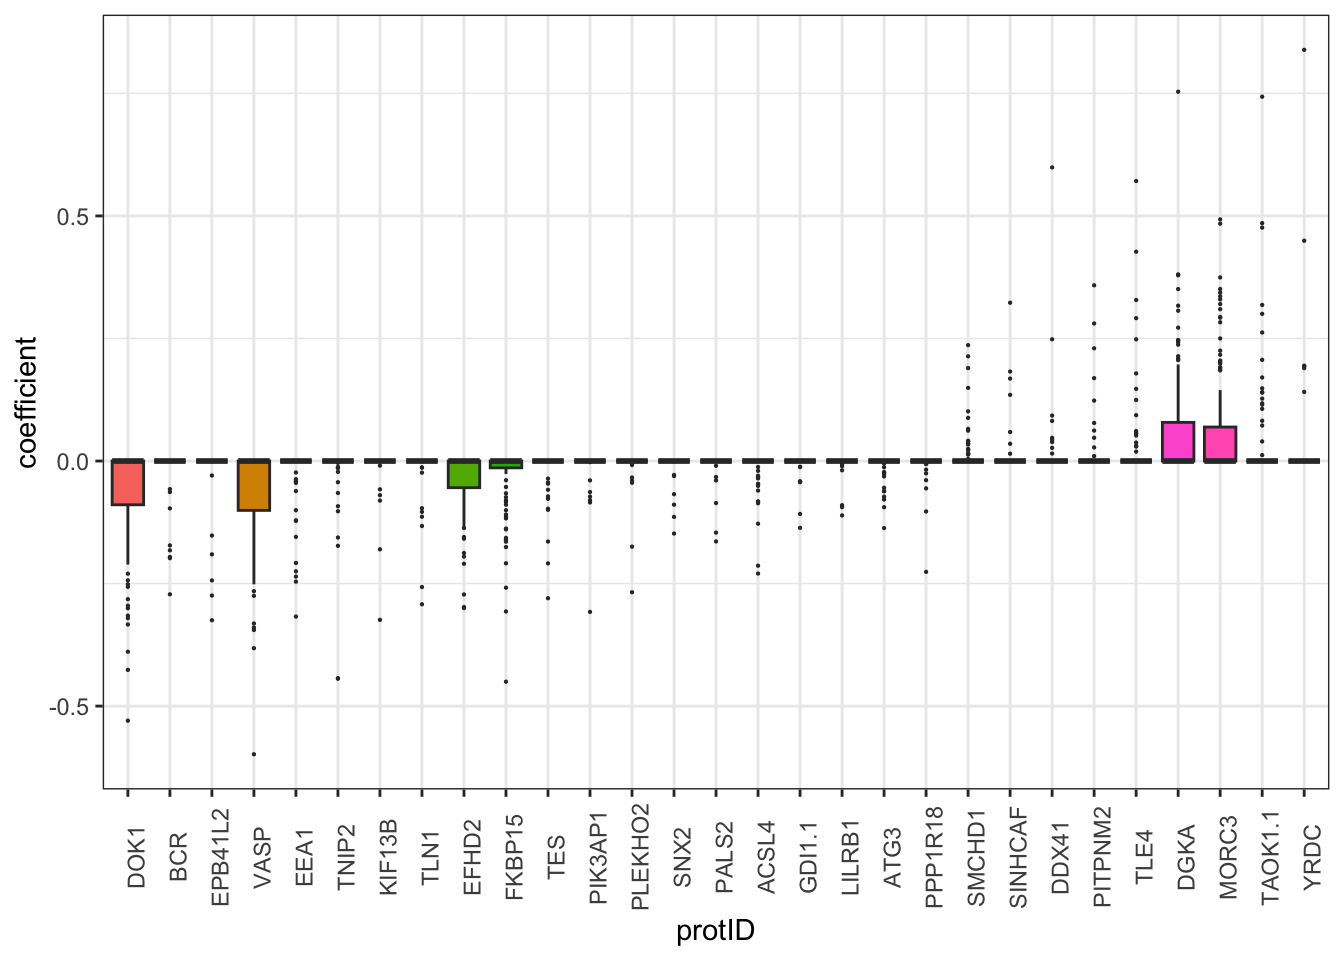 coefficient
0.5
0.0
-0.5
DOK1
BCR
EPB41L2
VASP
EEA1
TNIP2
KIF13B
TLN1
EFHD2
FKBP15
TES
PIK3AP1
PLEKHO2
SNX2
PALS2
ACSL4
GDI1.1
LILRB1
ATG3
PPP1R18
SMCHD1
SINHCAF
DDX41
PITPNM2
TLE4
DGKA
MORC3
TAOK1.1
YRDC
protID